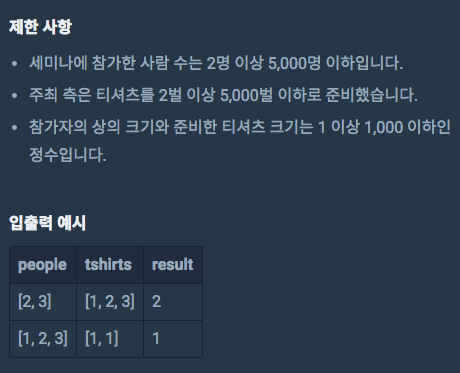 제한 사항
• 세미나에 참가한 사람 수는 2명 이상 5,000명 이하입니다.
• 주최 측은 티셔츠를 2벌 이상 5,000벌 이하로 준비했습니다.
• 참가자의 상의 크기와 준비한 티셔츠 크기는 1 이상 1,000 이하인
정수입니다.
입출력 예시
people tshirts result
[2, 3] [1, 2, 3] 2
[1, 2, 3] [1, 1] 1